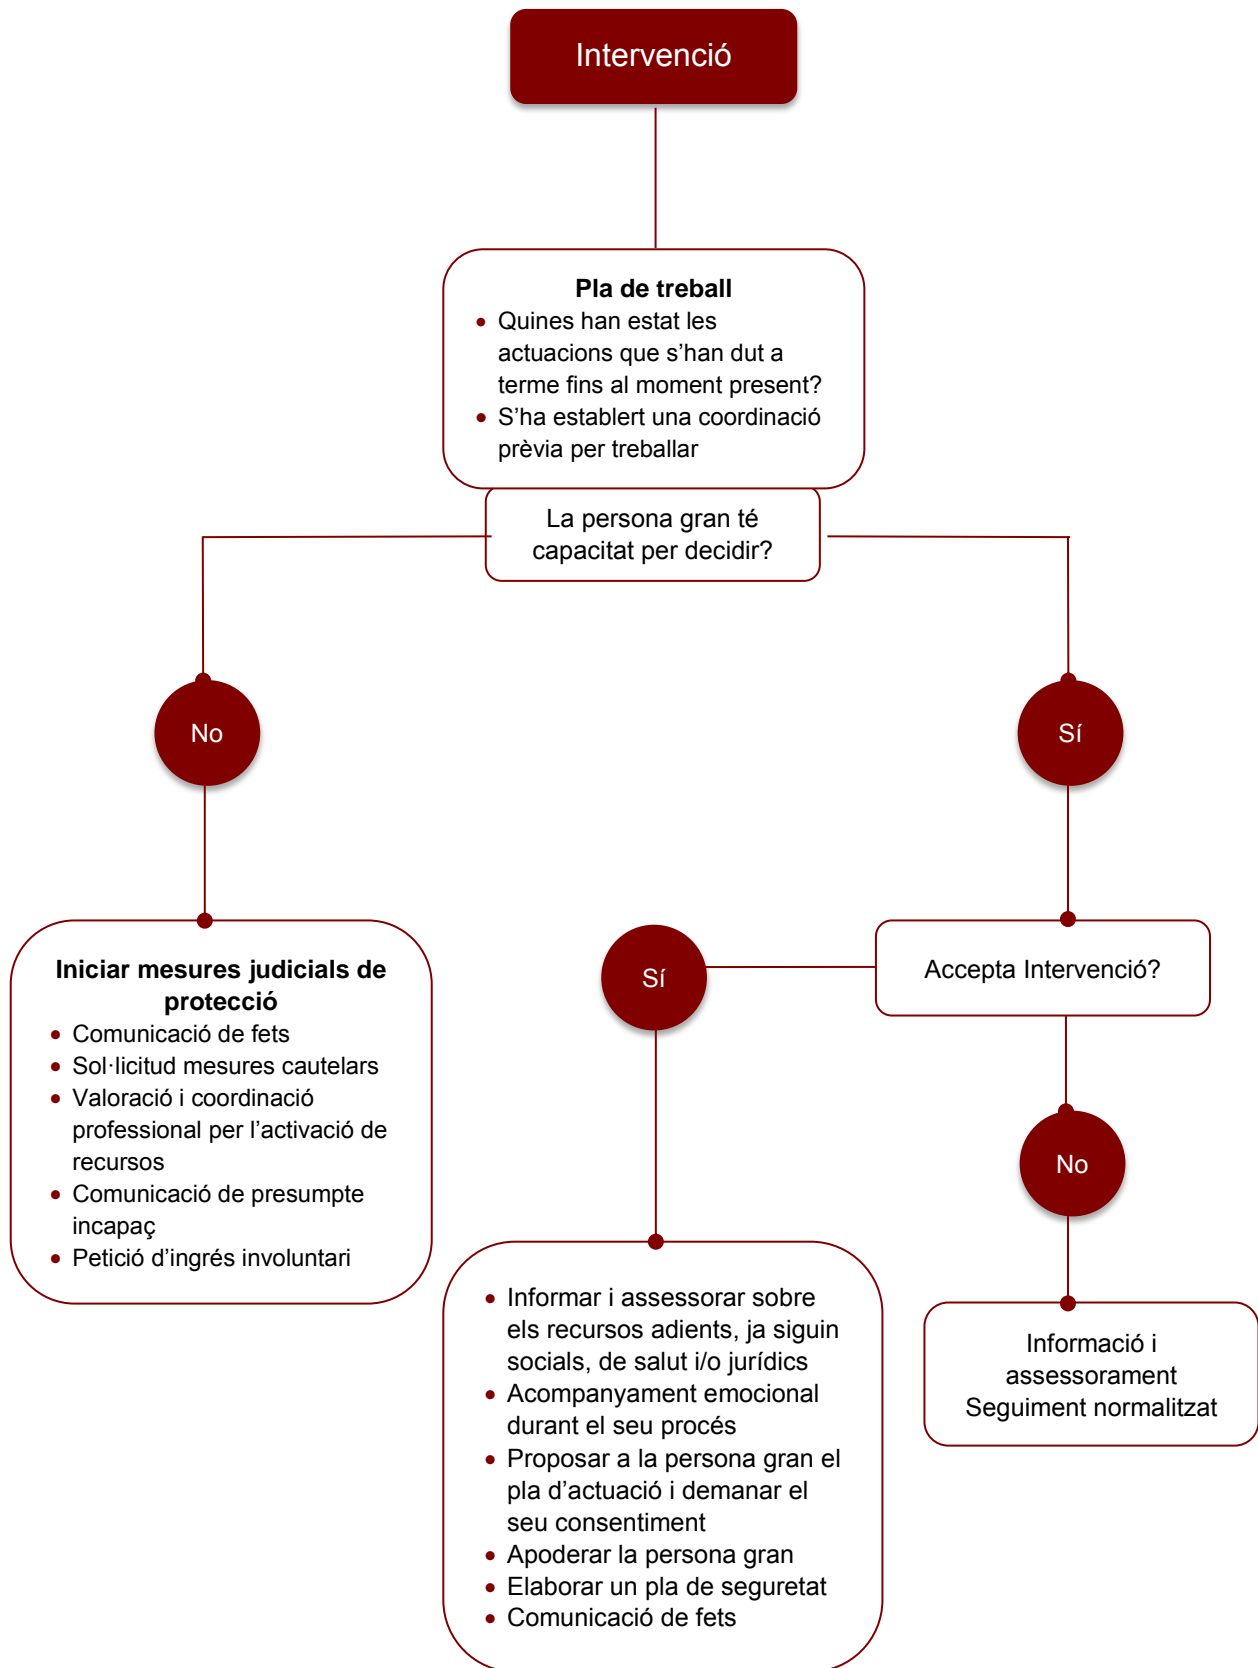 Intervenció
Pla de treball
• Quines han estat les
actuacions que s’han dut a
terme fins al moment present?
• S’ha establert una coordinació
prèvia per treballar
La persona gran té
capacitat per decidir?
No
Sí
Iniciar mesures judicials de
protecció
• Comunicació de fets
• Sol·licitud mesures cautelars
• Valoració i coordinació
professional per l’activació de
recursos
• Comunicació de presumpte
incapaç
• Petició d’ingrés involuntari
Sí
Accepta Intervenció?
No
• Informar i assessorar sobre
els recursos adients, ja siguin
socials, de salut i/o jurídics
• Acompanyament emocional
durant el seu procés
• Proposar a la persona gran el
pla d’actuació i demanar el
seu consentiment
• Apoderar la persona gran
• Elaborar un pla de seguretat
• Comunicació de fets
Informació i
assessorament
Seguiment normalitzat